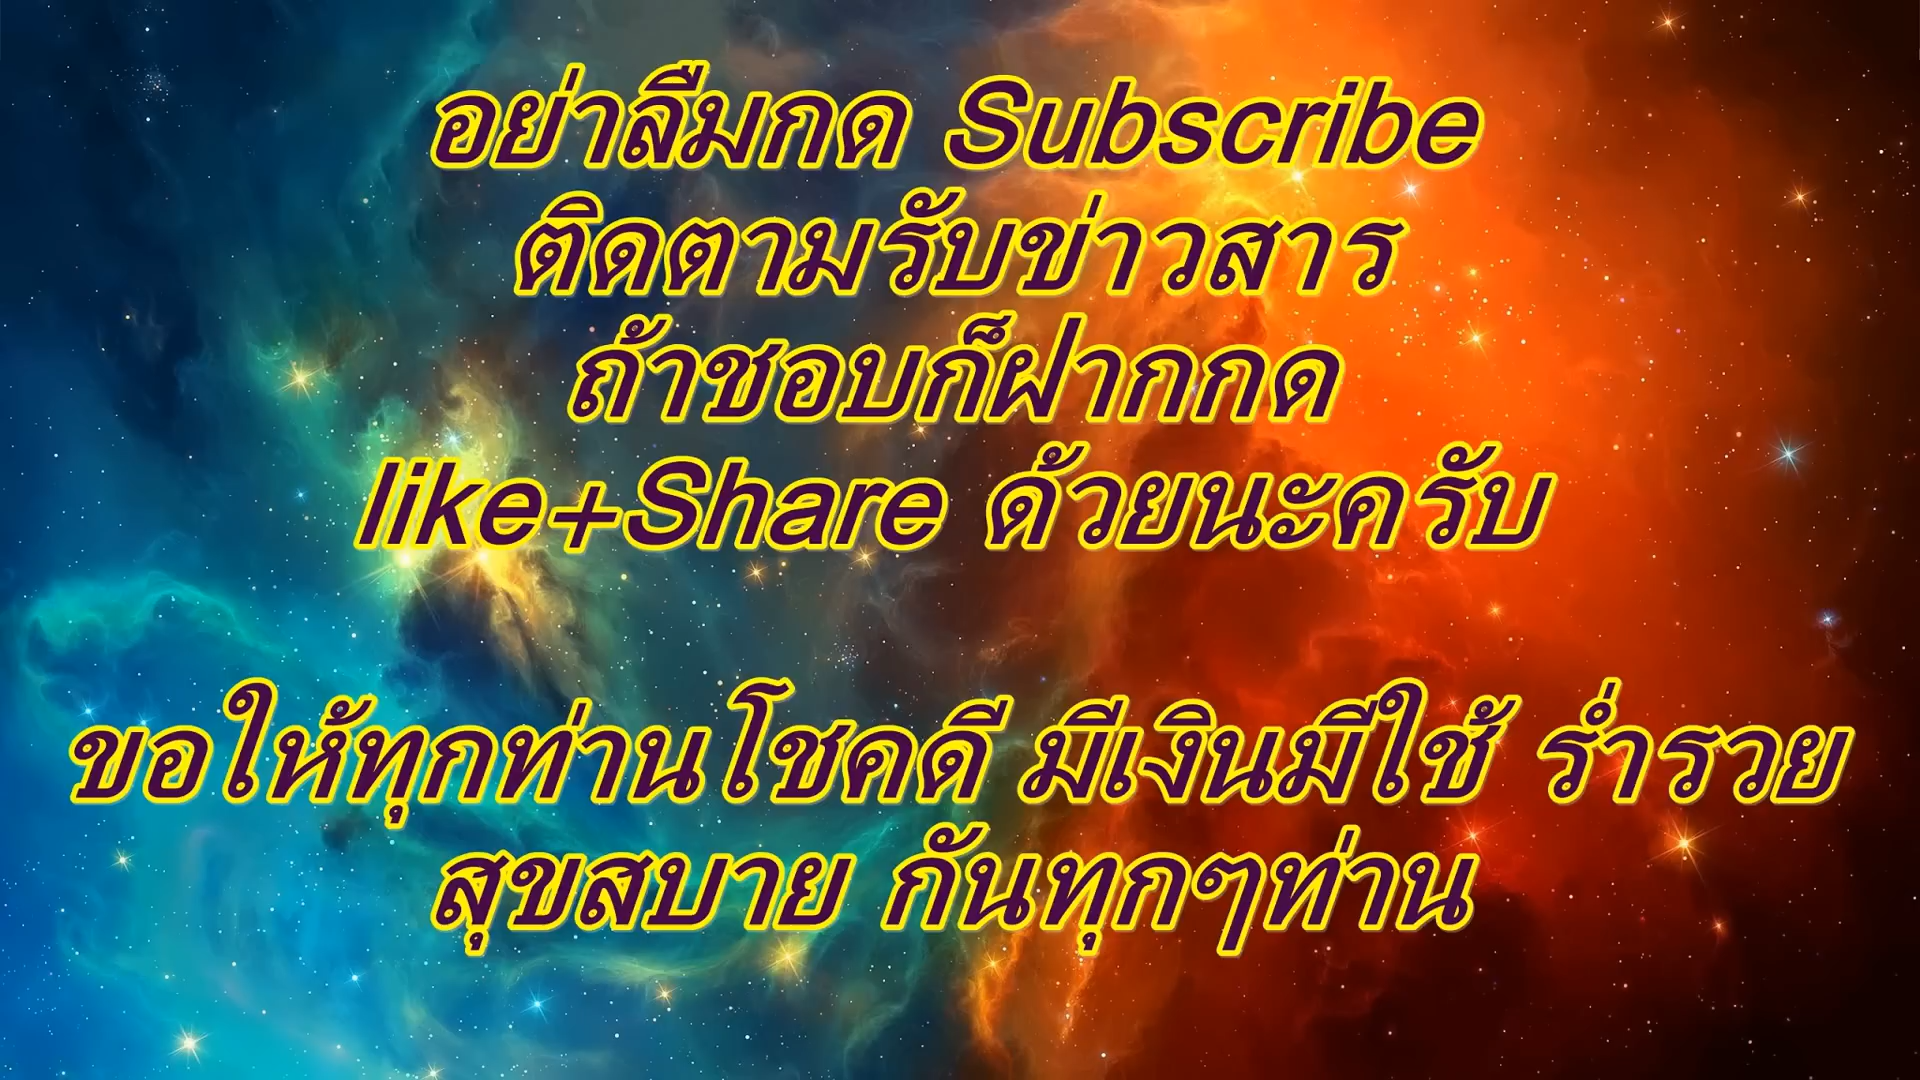 อย่าลืมกด Subscribe
ติดตามรับข่าวสาร
ถ้าชอบก็ฝากกด
like+Share ด้วยนะครับ
ขอให้ทุกท่านโชคดี มีเงินมีใช้ ร่ำรวย
สุขสบาย กันทุกๆท่าน